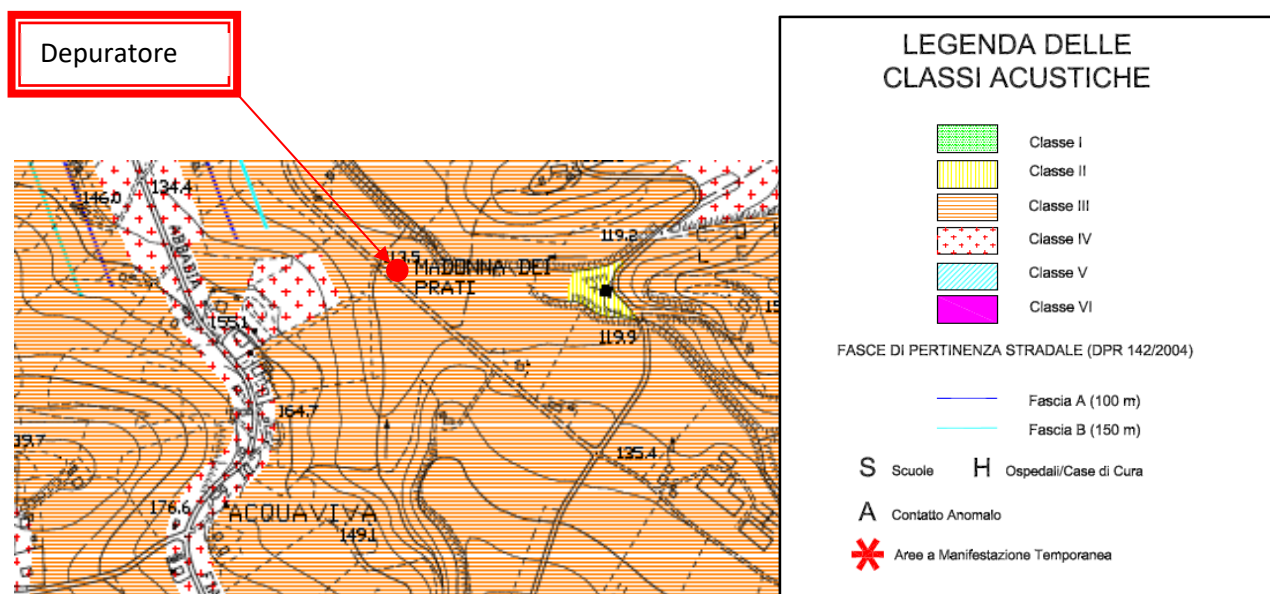 Depuratore
LEGENDA DELLE
CLASSI ACUSTICHE
Classe I
Classe II
Classe III
Classe IV
Classe V
Classe VI
FASCE DI PERTINENZA STRADALE (DPR 142/2004)
Fascia A (100 m)
Fascia B (150 m)
S Scuole H Ospedali/Case di Cura
A Contatto Anomalo
Aree a Manifestazione Temporanea
134.4
146.0
ABBADIA
119.2
MADONNA DEI
PRATI
155.1
119.9
164.7
135.4
39.7
176.6
ACQUAVIVA
149.1